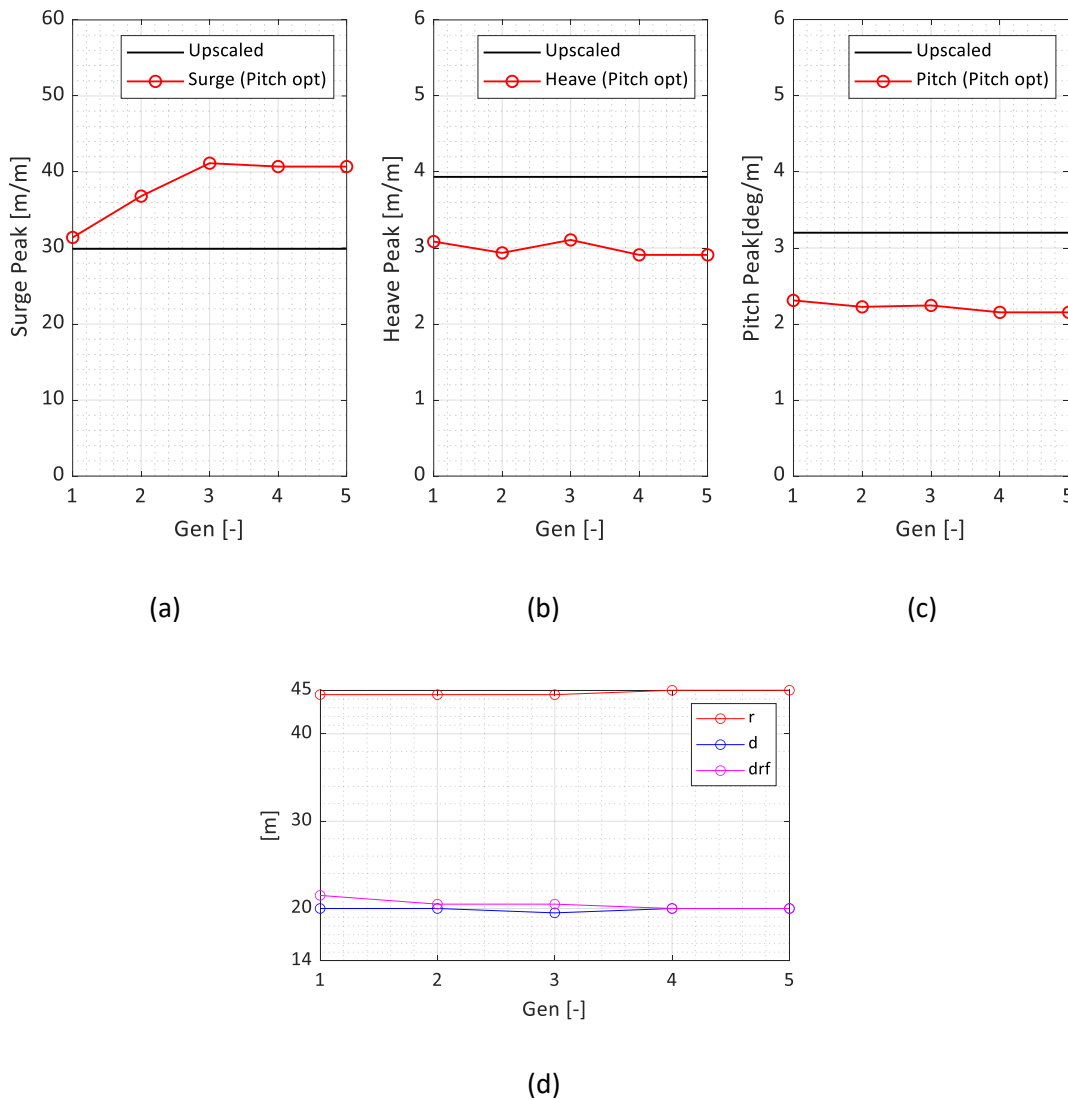 Surge Peak [m/m]
60
50
40
30
20
10
0
Upscaled
Surge (Pitch opt)
1 2 3 4 5
Gen [-]
(a)
Heave Peak [m/m]
6
5
4
3
2
1
0
Upscaled
Heave (Pitch opt)
1 2 3 4 5
Gen [-]
(b)
Pitch Peak[deg/m]
6
5
4
3
2
1
0
Upscaled
Pitch (Pitch opt)
1 2 3 4 5
Gen [-]
(c)
[m]
45
40
30
20
14
r
d
drf
1 2 3 4 5
Gen [-]
(d)